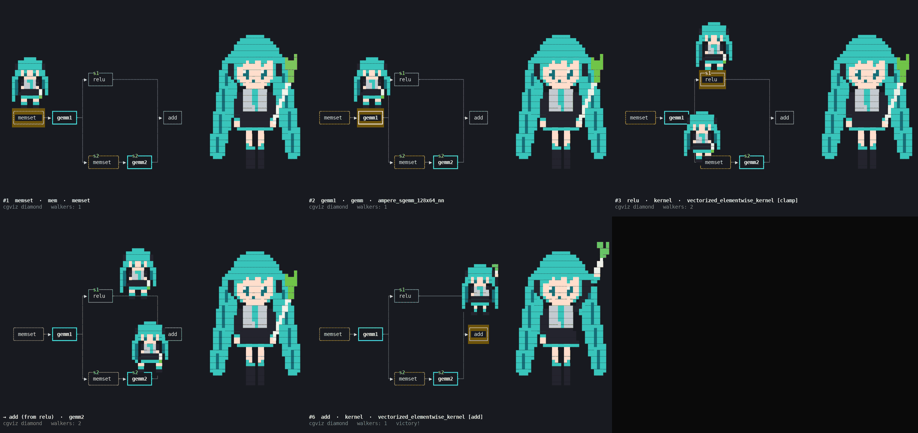 s1
relu
memset
gemm1
add
s2
memset
s2
gemm2
#1 memset · mem · memset
cgviz diamond walkers: 1
s1
relu
memset
gemm1
add
s2
memset
s2
gemm2
#2 gemm1 · gemm · ampere_sgemm_128x64_nn
cgviz diamond walkers: 1
s1
relu
memset
gemm1
add
memset
s2
gemm2
#3 relu · kernel · vectorized_elementwise_kernel [clamp]
cgviz diamond walkers: 2
s1
relu
memset
gemm1
add
s2
memset
s2
gemm2
→ add (from relu) · gemm2
cgviz diamond walkers: 2
s1
relu
memset
gemm1
add
s2
memset
s2
gemm2
#6 add · kernel · vectorized_elementwise_kernel [add]
cgviz diamond walkers: 1 victory!